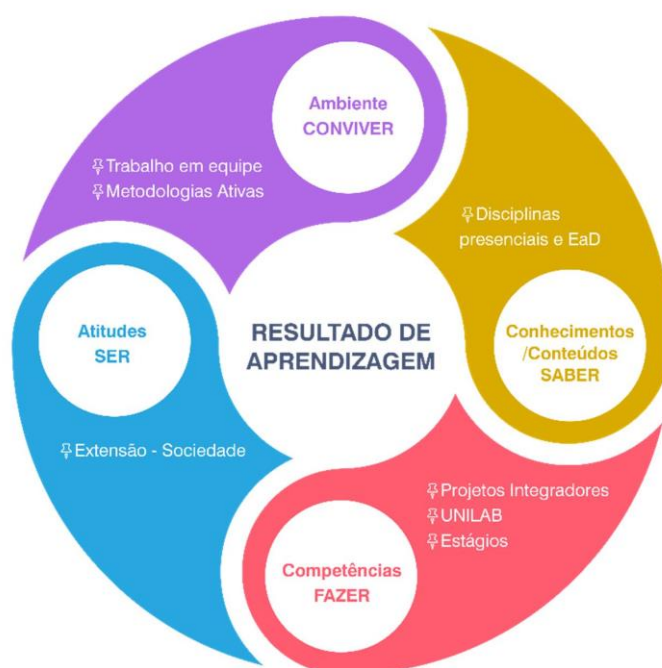 Ambiente
CONVIVER
Trabalho em equipe
Metodologias Ativas
Disciplinas
presenciais e EaD
Conhecimentos
/Conteúdos
SABER
RESULTADO DE
APRENDIZAGEM
Atitudes
SER
Extensão - Sociedade
Projetos Integradores
UNILAB
Estágios
Competências
FAZER